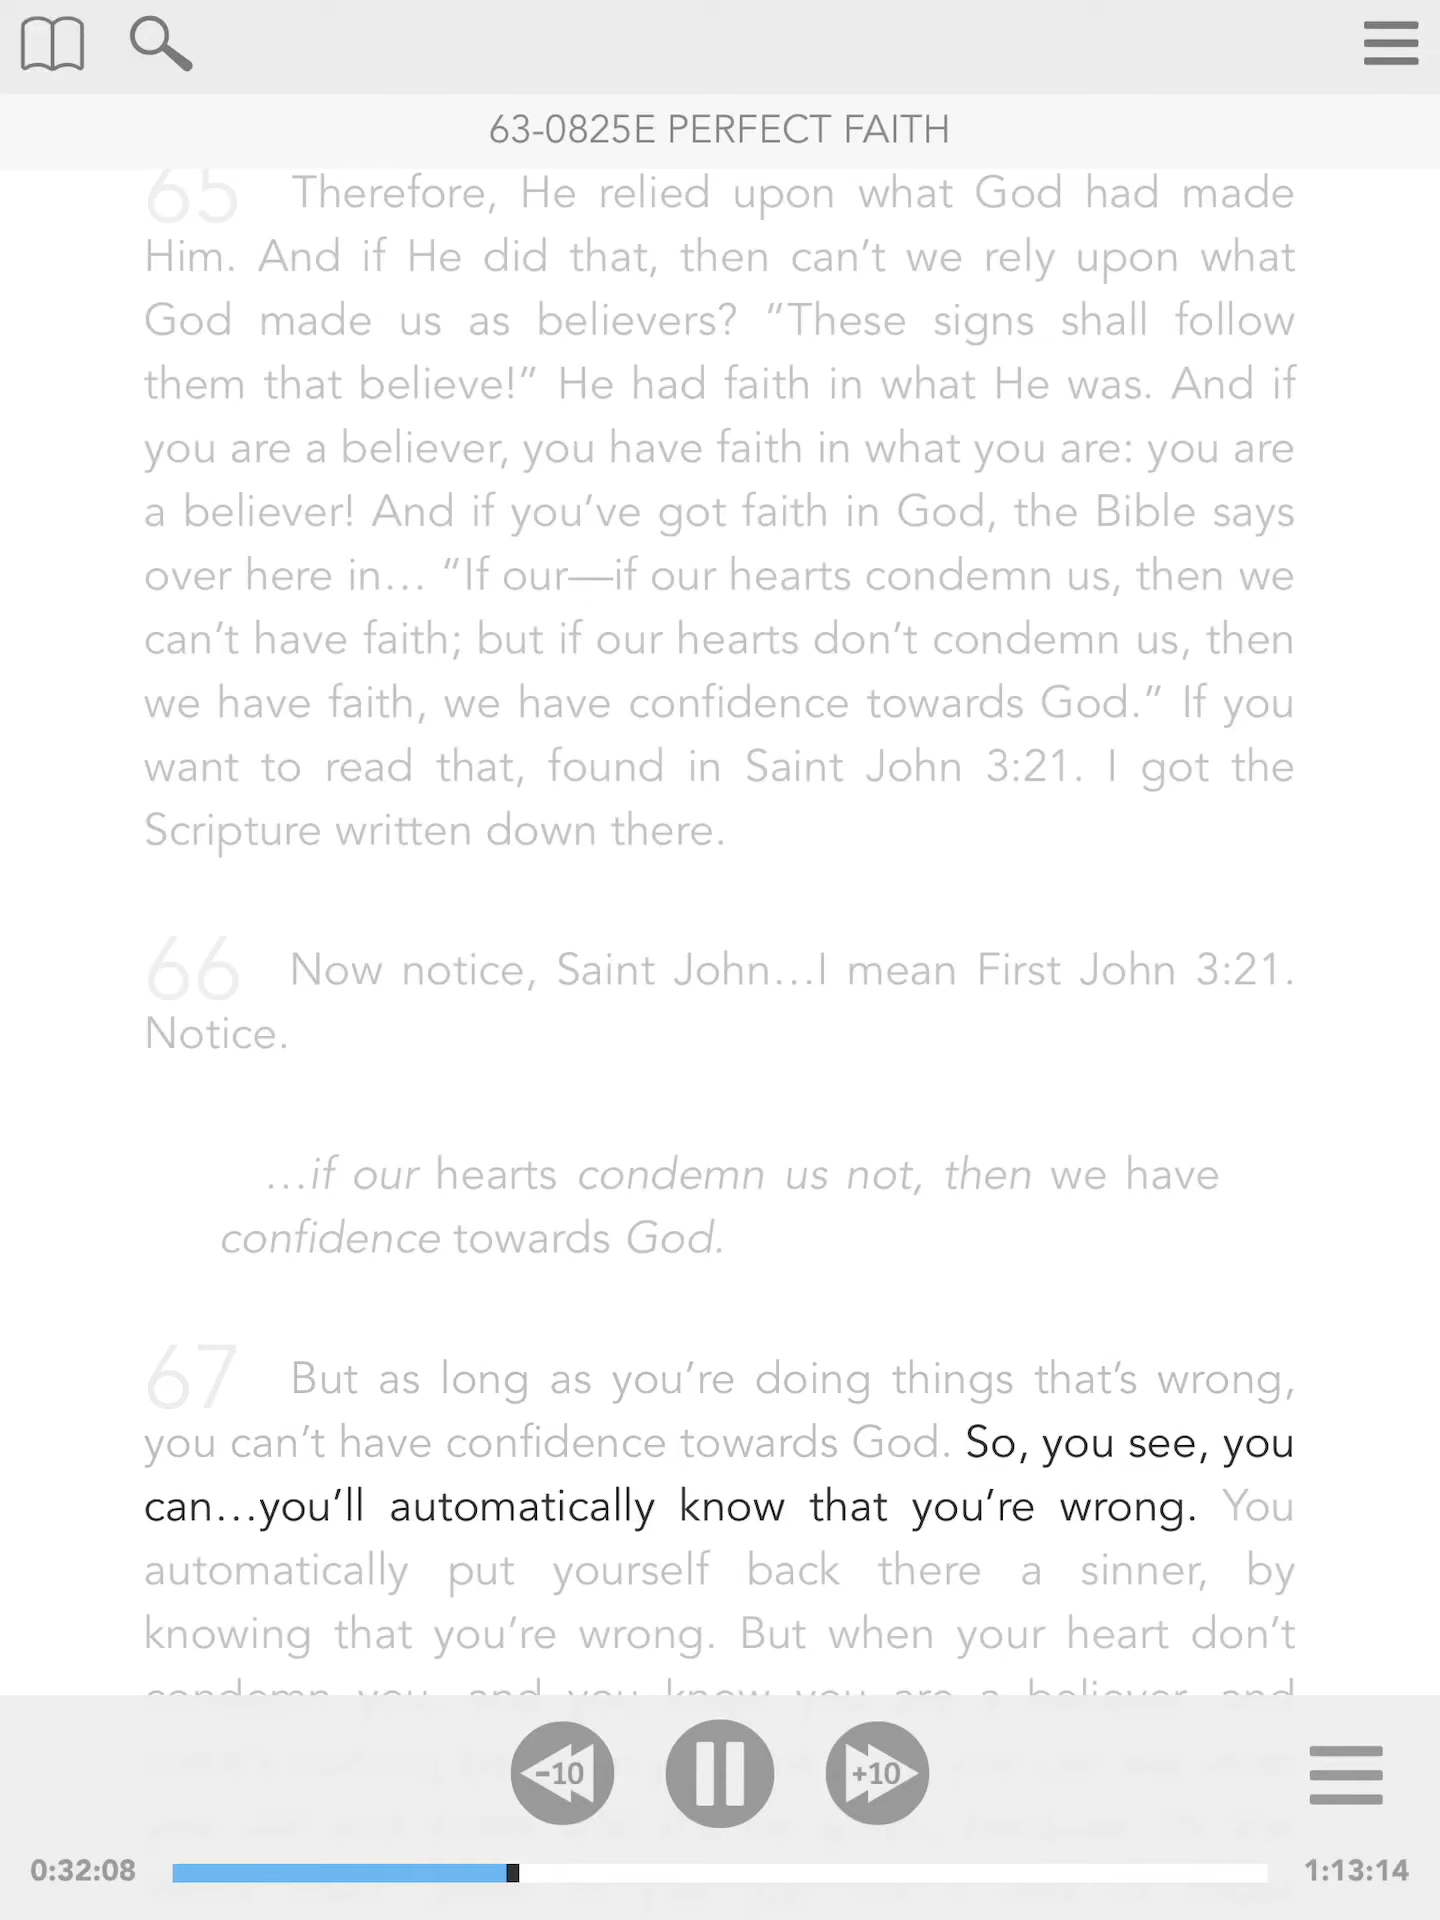 63-0825E PERFECT FAITH
65 Therefore, He relied upon what God had made
Him. And if He did that, then can’t we rely upon what
God made us as believers? “These signs shall follow
them that believe!” He had faith in what He was. And if
you are a believer, you have faith in what you are: you are
a believer! And if you’ve got faith in God, the Bible says
over here in… “If our—if our hearts condemn us, then we
can’t have faith; but if our hearts don’t condemn us, then
we have faith, we have confidence towards God.” If you
want to read that, found in Saint John 3:21. I got the
Scripture written down there.
66 Now notice, Saint John…I mean First John 3:21.
Notice.
…if our hearts condemn us not, then we have
confidence towards God.
67 But as long as you’re doing things that’s wrong,
you can’t have confidence towards God. So, you see, you
can…you’ll automatically know that you’re wrong. You
automatically put yourself back there a sinner, by
knowing that you’re wrong. But when your heart don’t
condemn you, and you know you are a believer, and
-10 +10
0:32:08 1:13:14